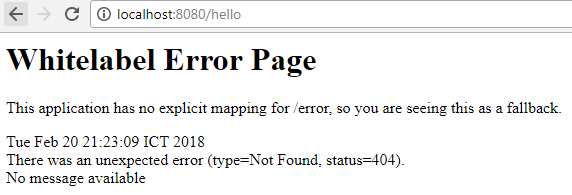 localhost:8080/hello
Whitelabel Error Page
This application has no explicit mapping for /error, so you are seeing this as a fallback.
Tue Feb 20 21:23:09 ICT 2018
There was an unexpected error (type=Not Found, status=404).
No message available